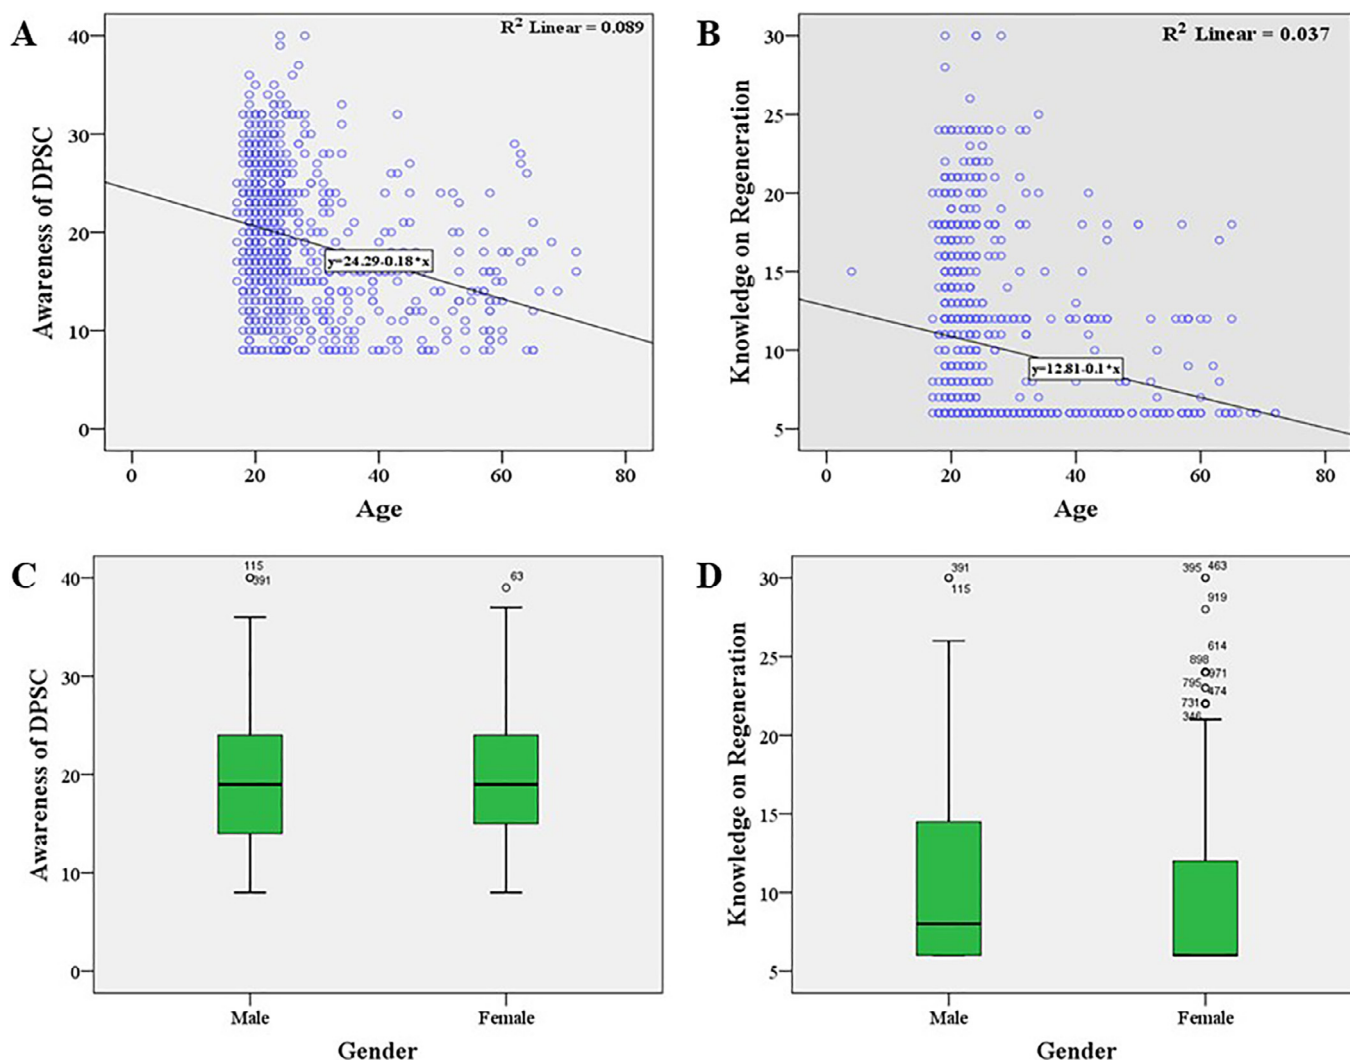 A
R² Linear = 0.089
Awareness of DPSC
40
30
20
10
0
y=24.29-0.18*x
0 20 40 60 80
Age
B
R² Linear = 0.037
Knowledge on Regeneration
30
25
20
15
10
5
y=12.81-0.1*x
0 20 40 60 80
Age
C
Awareness of DPSC
40
30
20
10
0
115
391
63
Male Female
Gender
D
Knowledge on Regeneration
30
25
20
15
10
5
391
115
395 463
919
614
898
971
795
474
731
346
Male Female
Gender